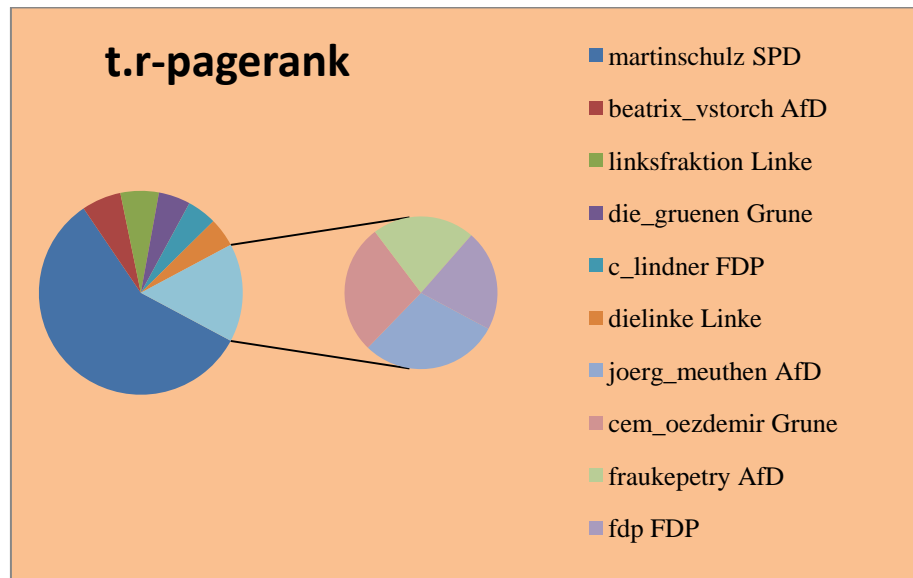 t.r-pagerank
martinschulz SPD
beatrix_vstorch AfD
linksfraktion Linke
die_gruenen Grune
c_lindner FDP
dielinke Linke
joerg_meuthen AfD
cem_oezdemir Grune
fraukepetry AfD
fdp FDP